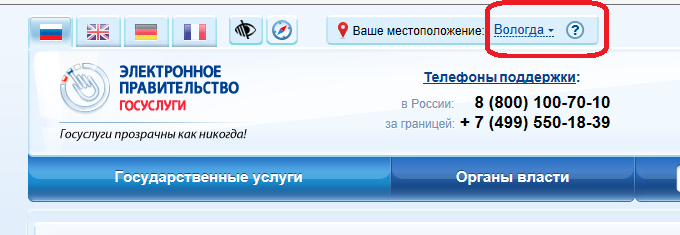 Ваше местоположение: Вологда ?
ЭЛЕКТРОННОЕ
ПРАВИТЕЛЬСТВО
ГОСУСЛУГИ
Госуслуги прозрачны как никогда!
Телефоны поддержки:
в России: 8 (800) 100-70-10
за границей: + 7 (499) 550-18-39
Государственные услуги Органы власти